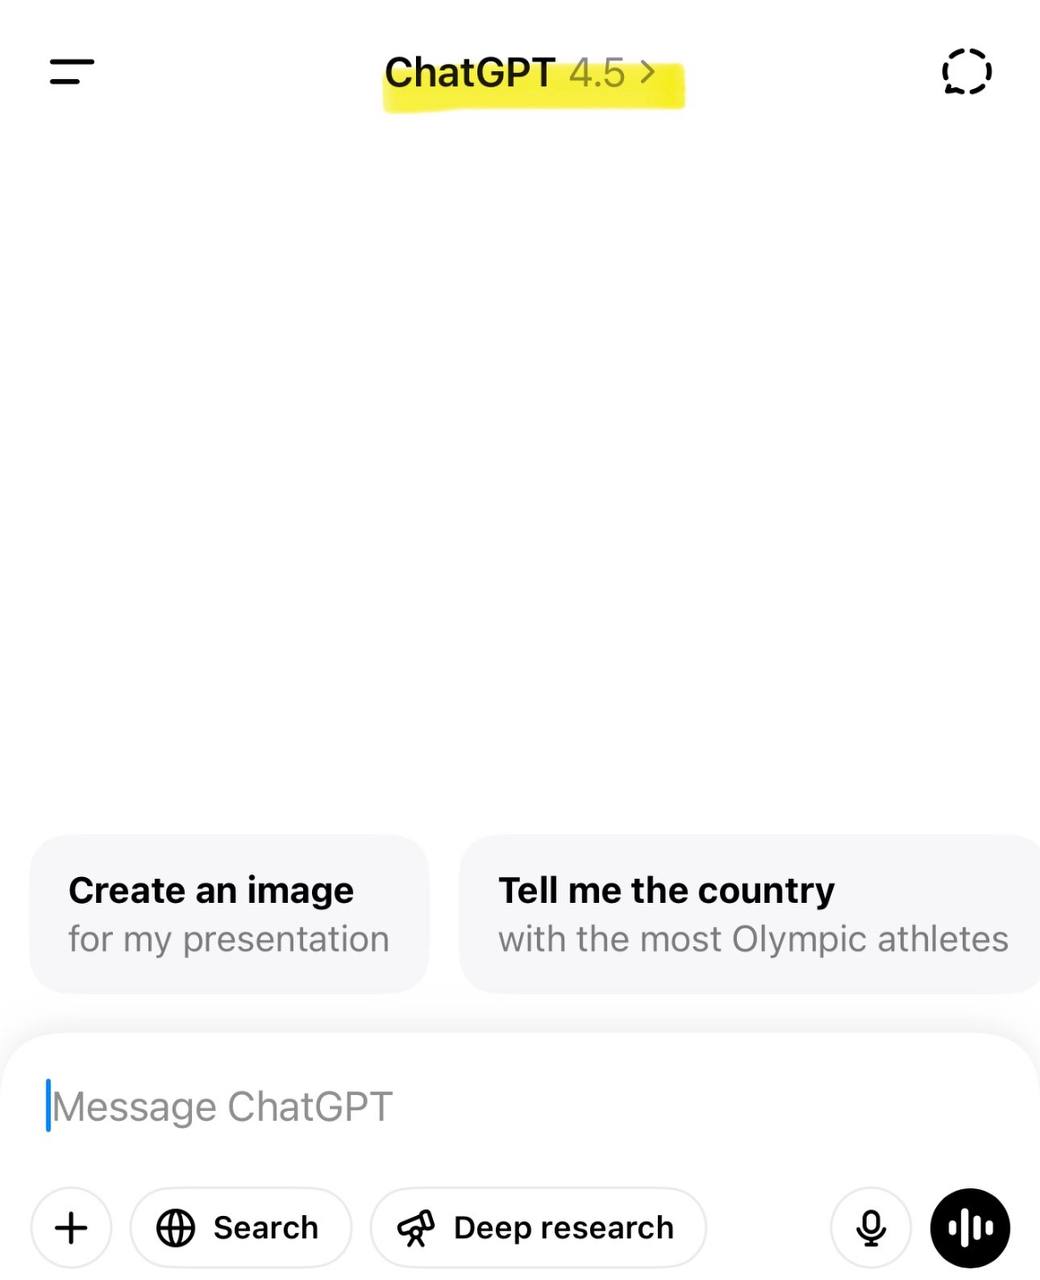 ChatGPT 4.5 >
Create an image
for my presentation
Tell me the country
with the most Olympic athletes
Message ChatGPT
Search
Deep research